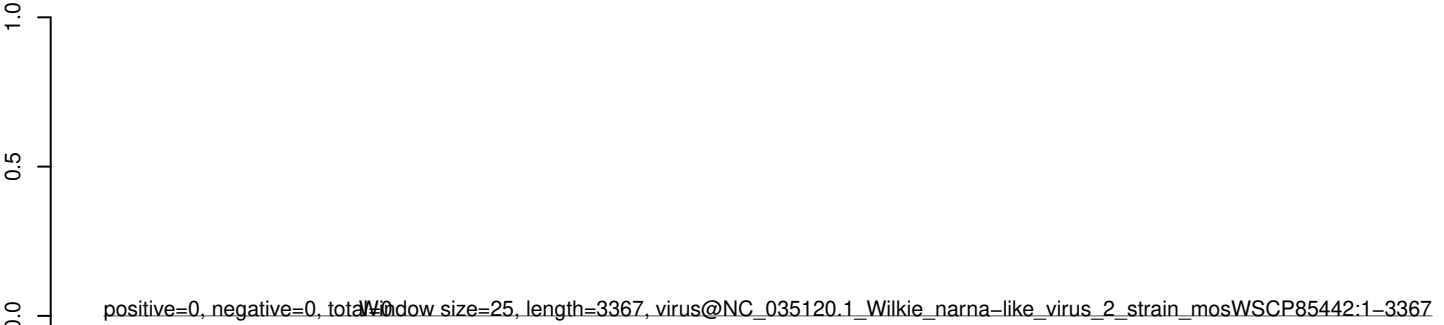 1.0
0.5
0.0
positive=0, negative=0, total=0
Window size=25, length=3367, virus@NC_035120.1_Wilkie_narna−like_virus_2_strain_mosWSCP85442:1−3367